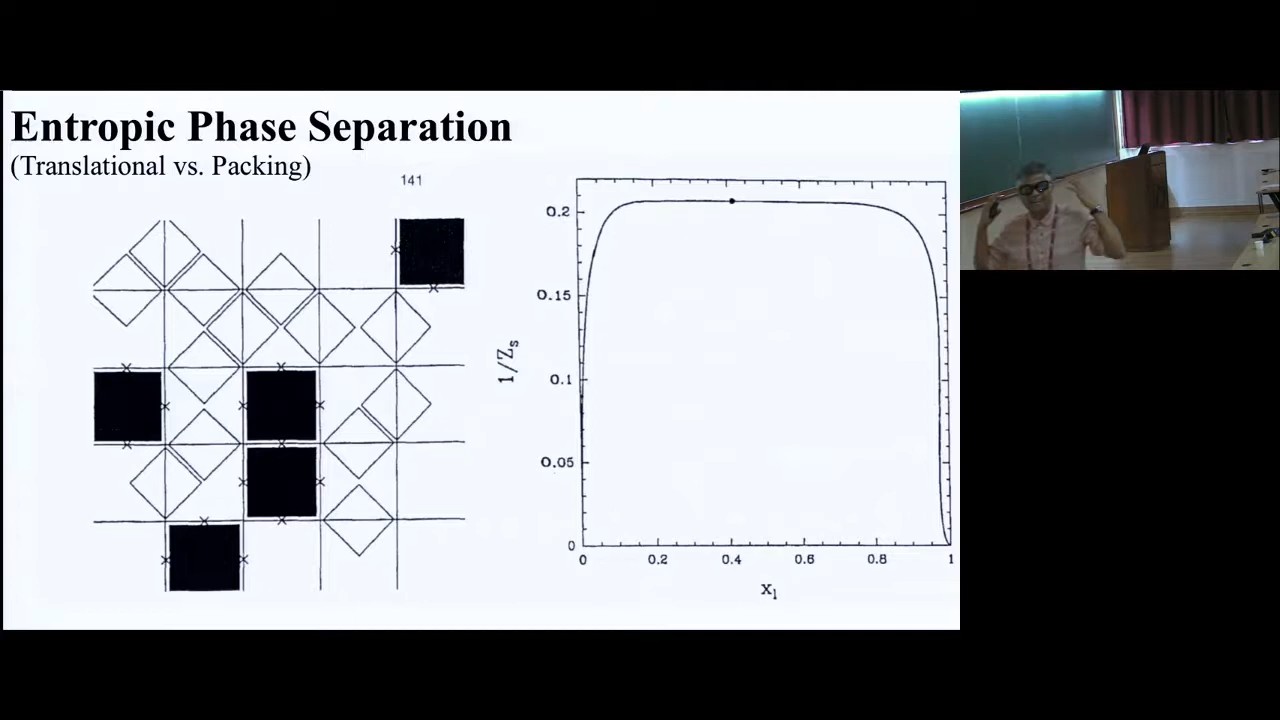 Entropic Phase Separation
(Translational vs. Packing)
141
0.2
0.15
0.1
0.05
0
1/Zs
0 0.2 0.4 0.6 0.8 1
xl